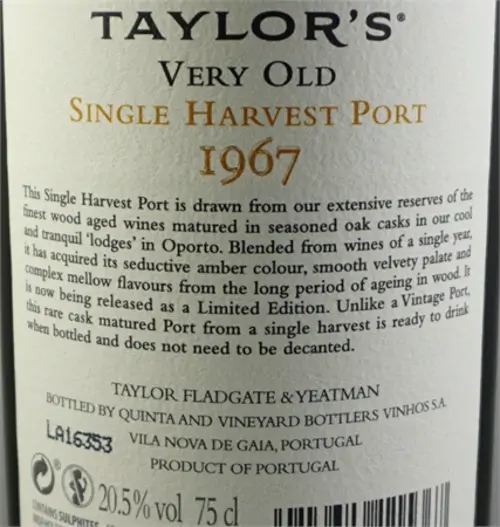 TAYLOR'S®
VERY OLD
SINGLE HARVEST PORT
1967
This Single Harvest Port is drawn from our extensive reserves of the
finest wood aged wines matured in seasoned oak casks in our cool
and tranquil 'lodges' in Oporto. Blended from wines of a single year,
it has acquired its seductive amber colour, smooth velvety palate and
complex mellow flavours from the long period of ageing in wood. It
is now being released as a Limited Edition. Unlike a Vintage Port,
this rare cask matured Port from a single harvest is ready to drink
when bottled and does not need to be decanted.
TAYLOR FLADGATE & YEATMAN
BOTTLED BY QUINTA AND VINEYARD BOTTLERS VINHOS S.A.
LA16353
VILA NOVA DE GAIA, PORTUGAL
PRODUCT OF PORTUGAL
20.5% vol 75 cl
CONTAINS SULPHITES